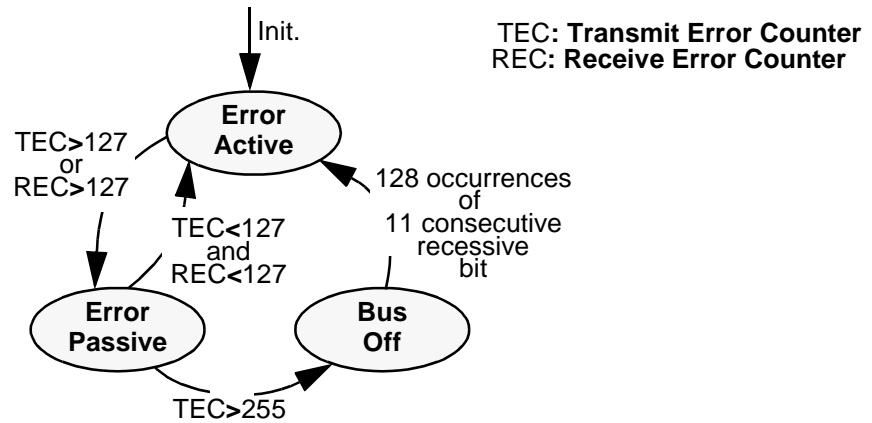 Init.
TEC: Transmit Error Counter
REC: Receive Error Counter
Error
Active
TEC>127
or
REC>127
128 occurrences
of
11 consecutive
recessive
bit
TEC<127
and
REC<127
Error
Passive
Bus
Off
TEC>255